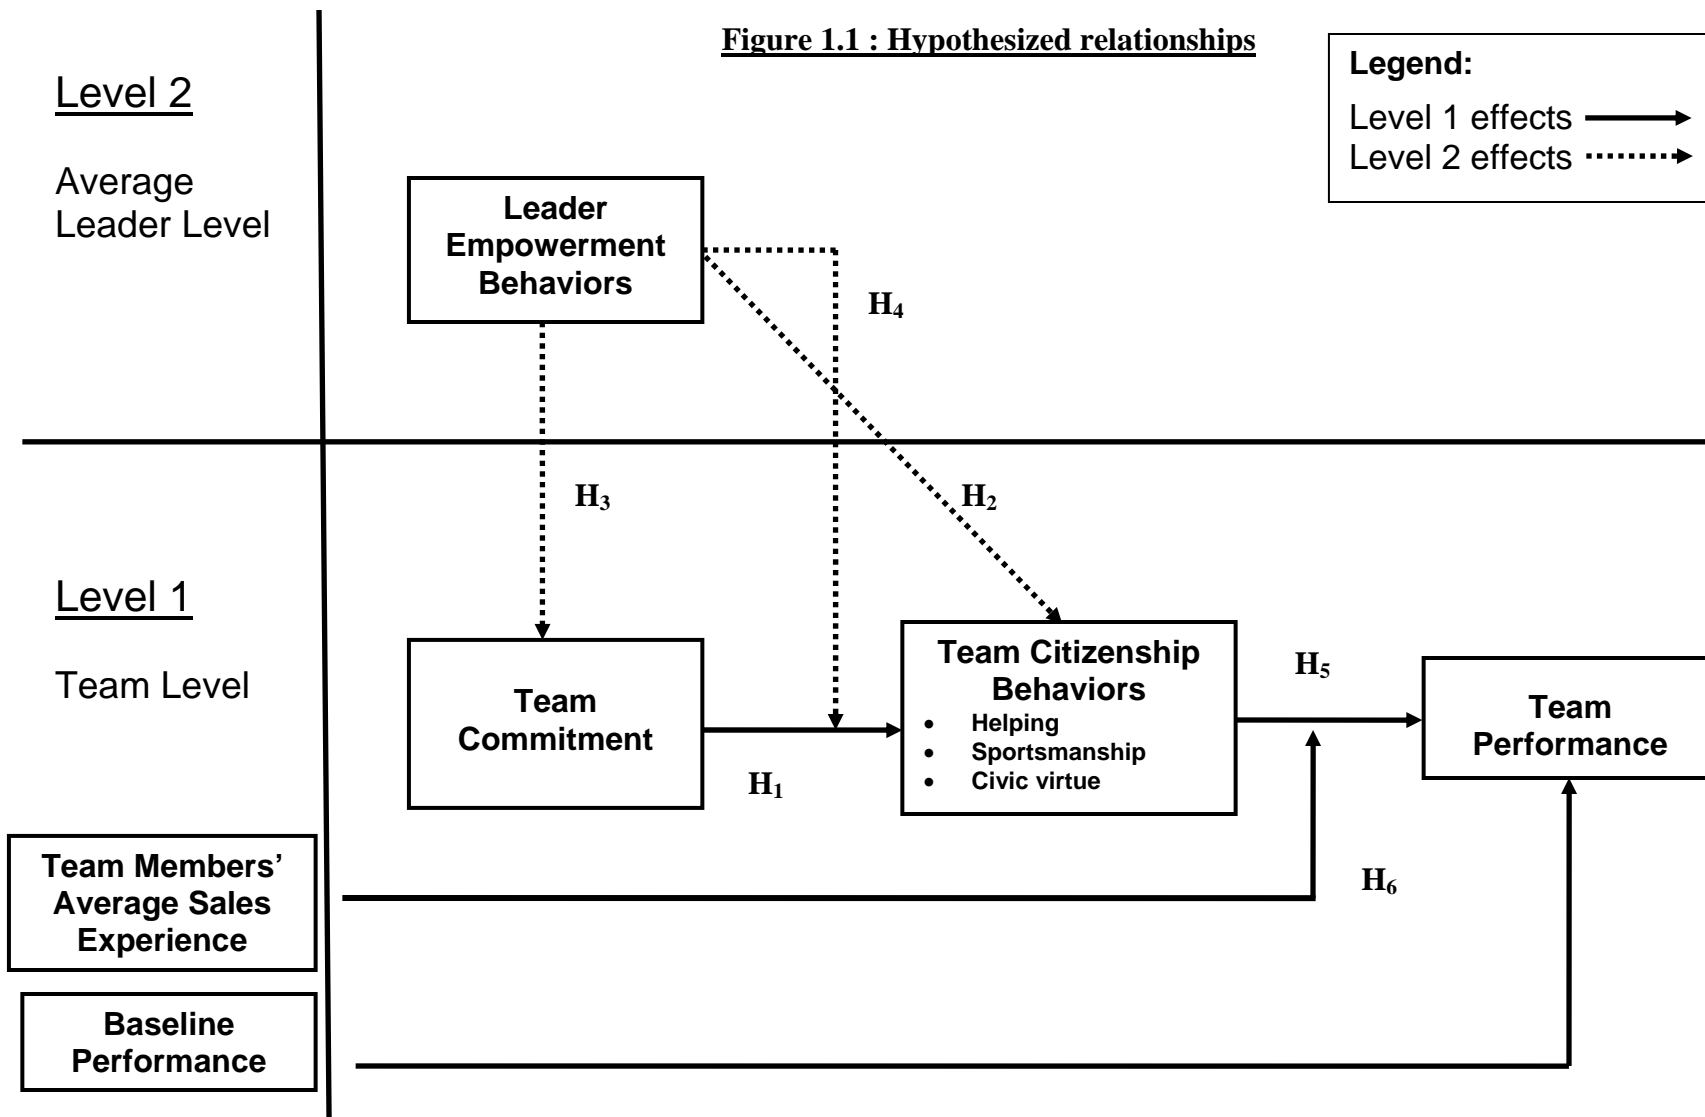 Figure 1.1 : Hypothesized relationships
Legend:
Level 1 effects
Level 2 effects
Level 2
Average
Leader Level
Leader
Empowerment
Behaviors
H4
H3
H2
Level 1
Team Level
Team
Commitment
H1
Team Citizenship
Behaviors
• Helping
• Sportsmanship
• Civic virtue
H5
Team
Performance
Team Members’
Average Sales
Experience
H6
Baseline
Performance